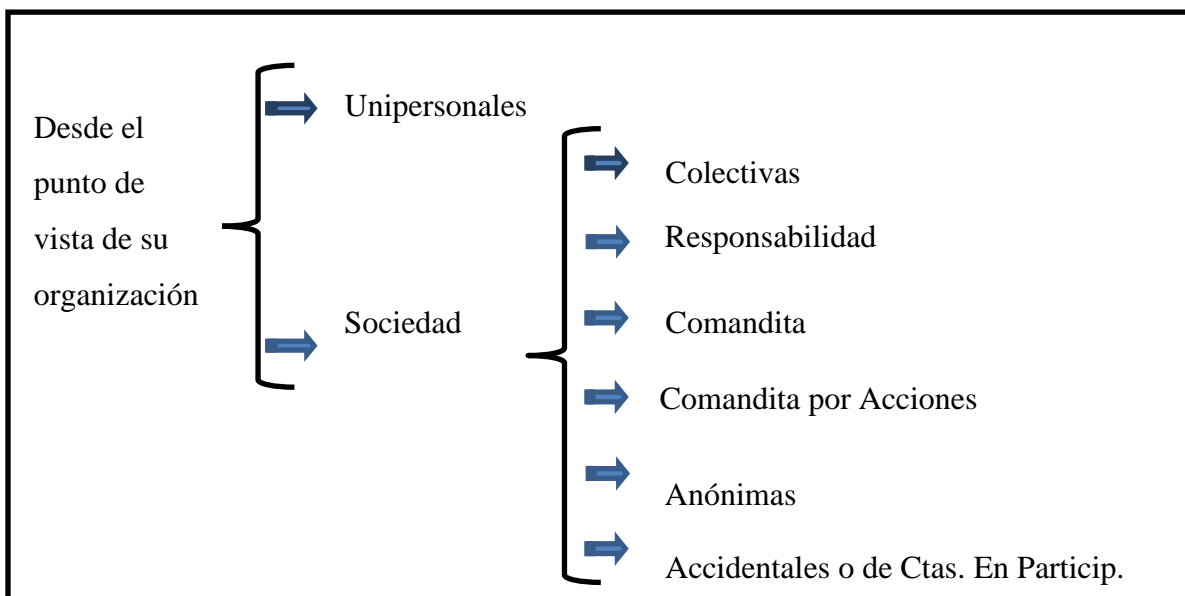 Desde el
punto de
vista de su
organización
Unipersonales
Sociedad
Colectivas
Responsabilidad
Comandita
Comandita por Acciones
Anónimas
Accidentales o de Ctas. En Particip.